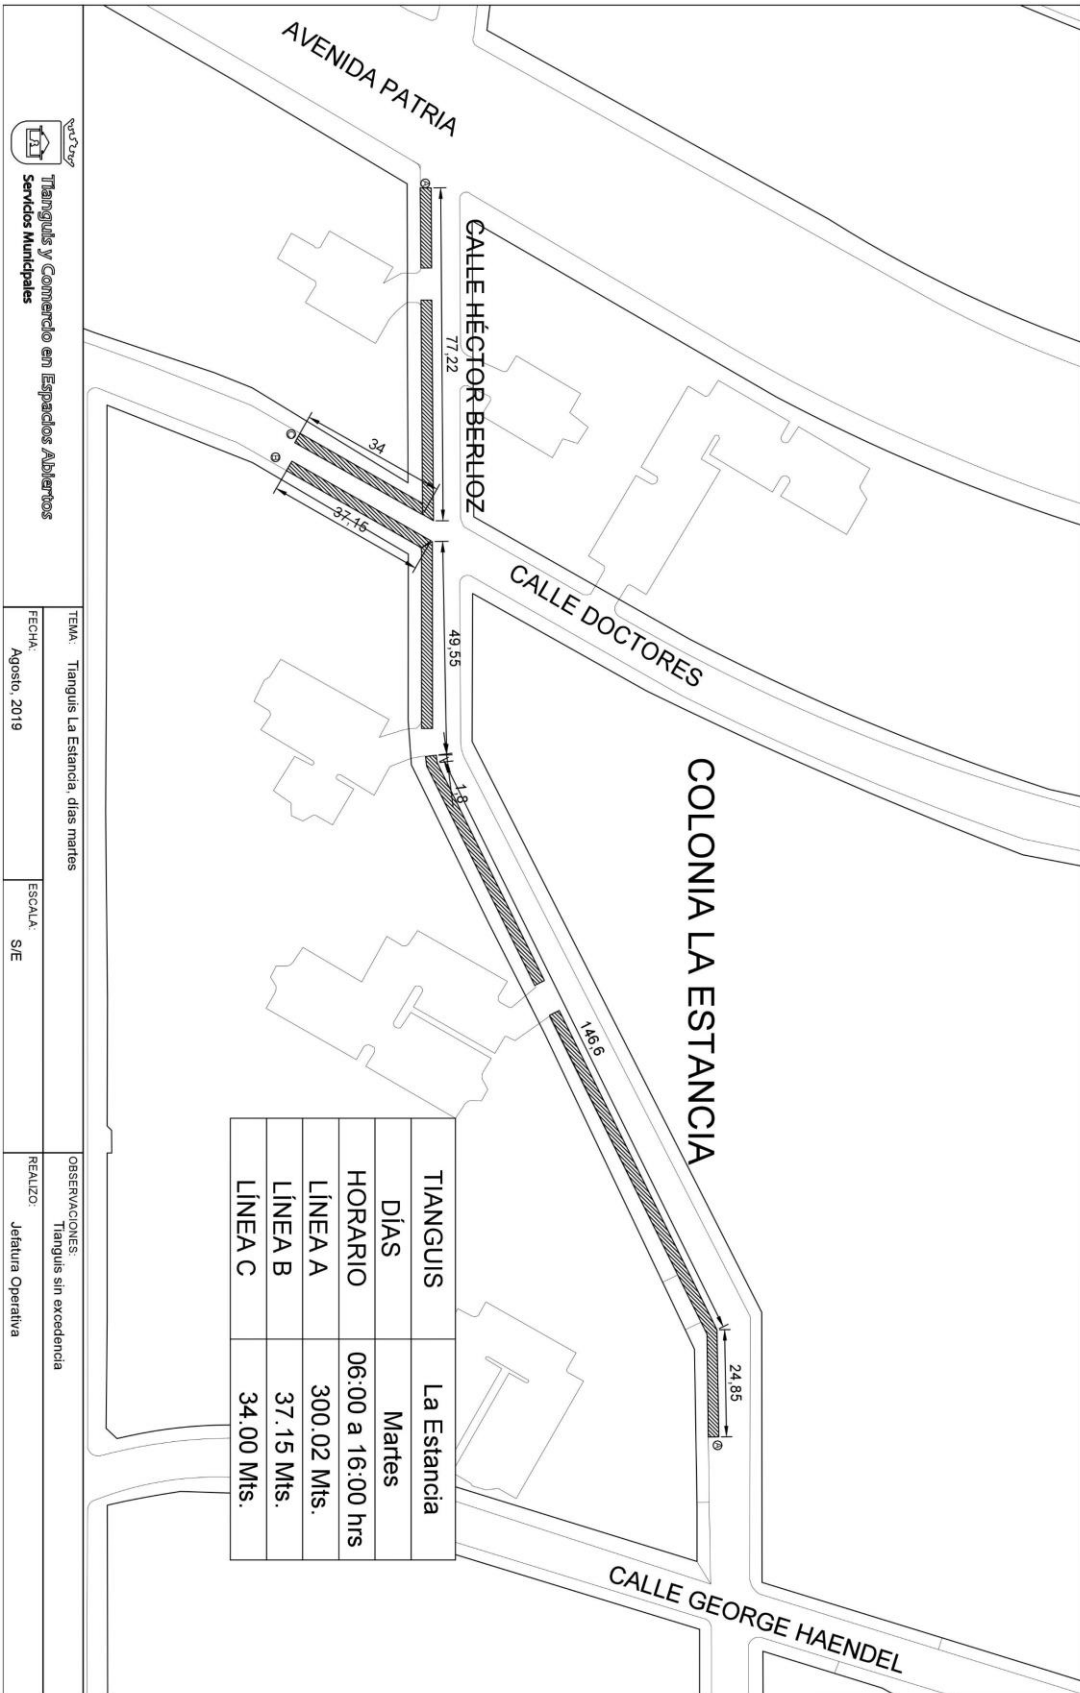 AVENIDA PATRIA
CALLE HÉCTOR BERLIOZ
77,22
34
37,15
CALLE DOCTORES
49,55
1,8
COLONIA LA ESTANCIA
146,6
24,85
CALLE GEORGE HAENDEL
A
C
B
A
TIANGUIS La Estancia
DÍAS Martes
HORARIO 06:00 a 16:00 hrs
LÍNEA A 300.02 Mts.
LÍNEA B 37.15 Mts.
LÍNEA C 34.00 Mts.
Tianguis y Comercio en Espacios Abiertos
Servicios Municipales
TEMA: Tianguis La Estancia, días martes
OBSERVACIONES:
Tianguis sin excedencia
FECHA:
Agosto, 2019
ESCALA:
S/E
REALIZO:
Jefatura Operativa